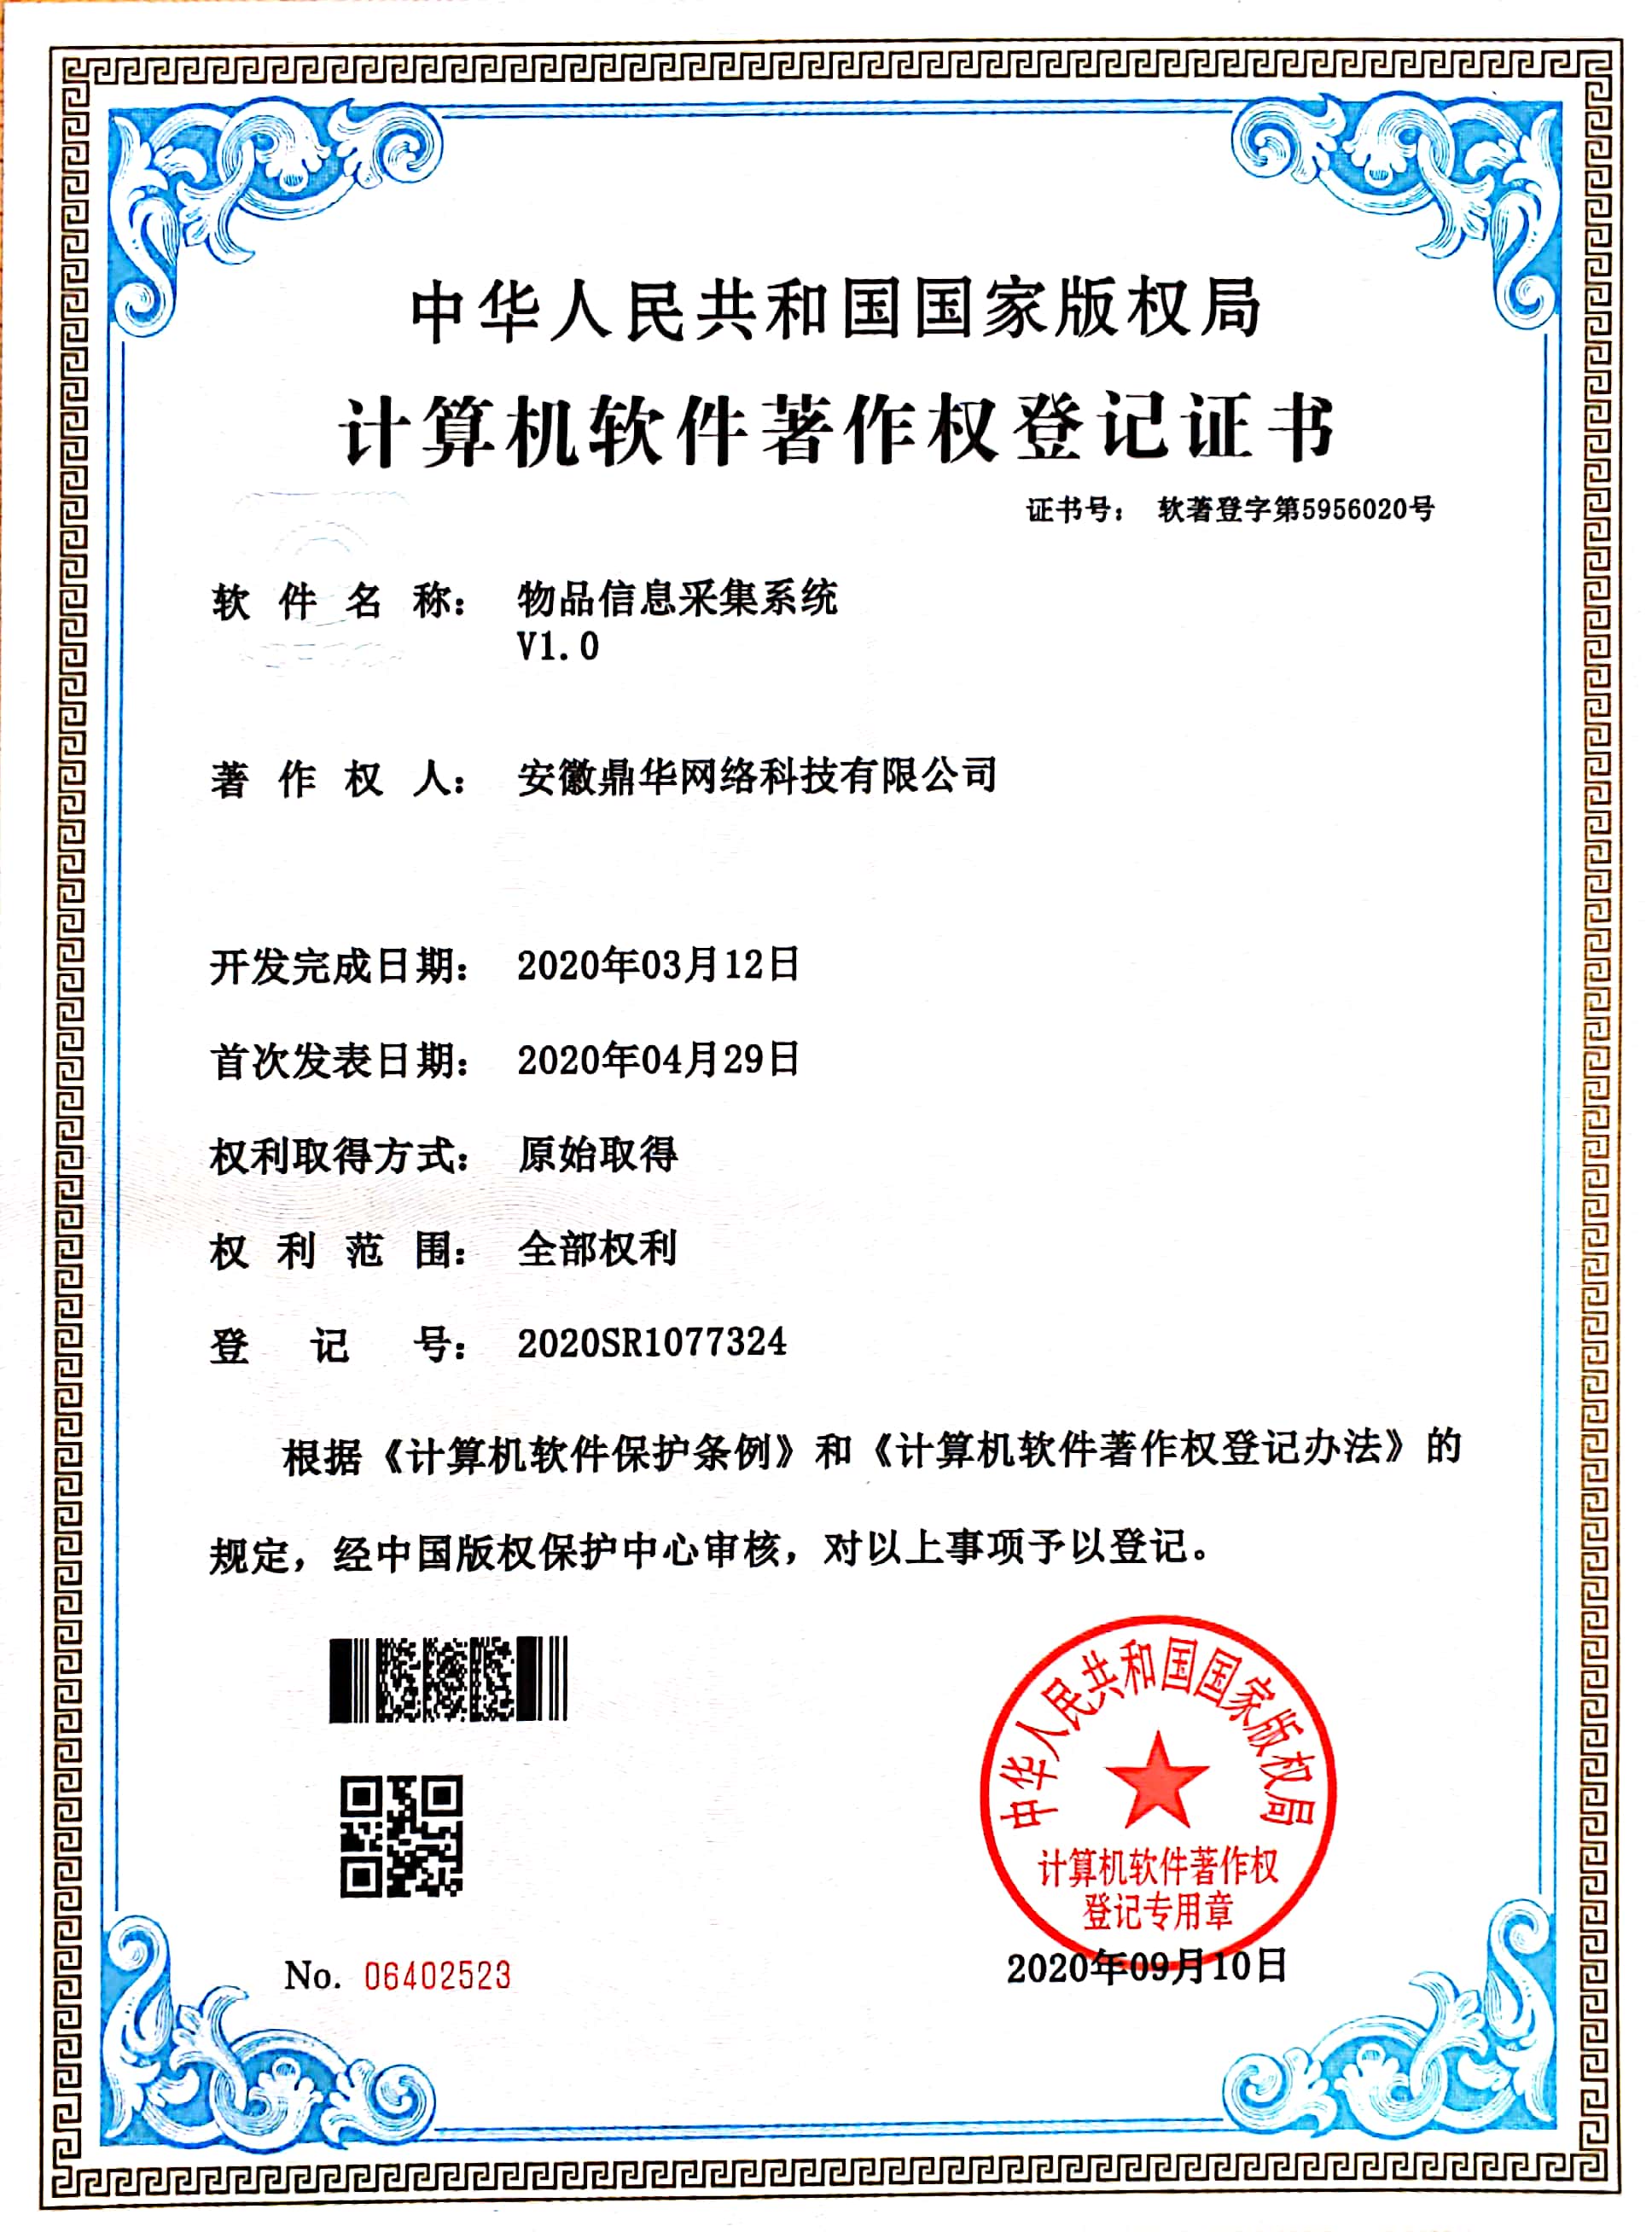 中华人民共和国国家版权局
计算机软件著作权登记证书
证书号： 软著登字第5956020号
软件名称： 物品信息采集系统
V1.0
著作权人： 安徽鼎华网络科技有限公司
开发完成日期： 2020年03月12日
首次发表日期： 2020年04月29日
权利取得方式： 原始取得
权利范围： 全部权利
登记号： 2020SR1077324
根据《计算机软件保护条例》和《计算机软件著作权登记办法》的
规定，经中国版权保护中心审核，对以上事项予以登记。
中华人民共和国国家版权局
计算机软件著作权
登记专用章
No. 06402523
2020年09月10日